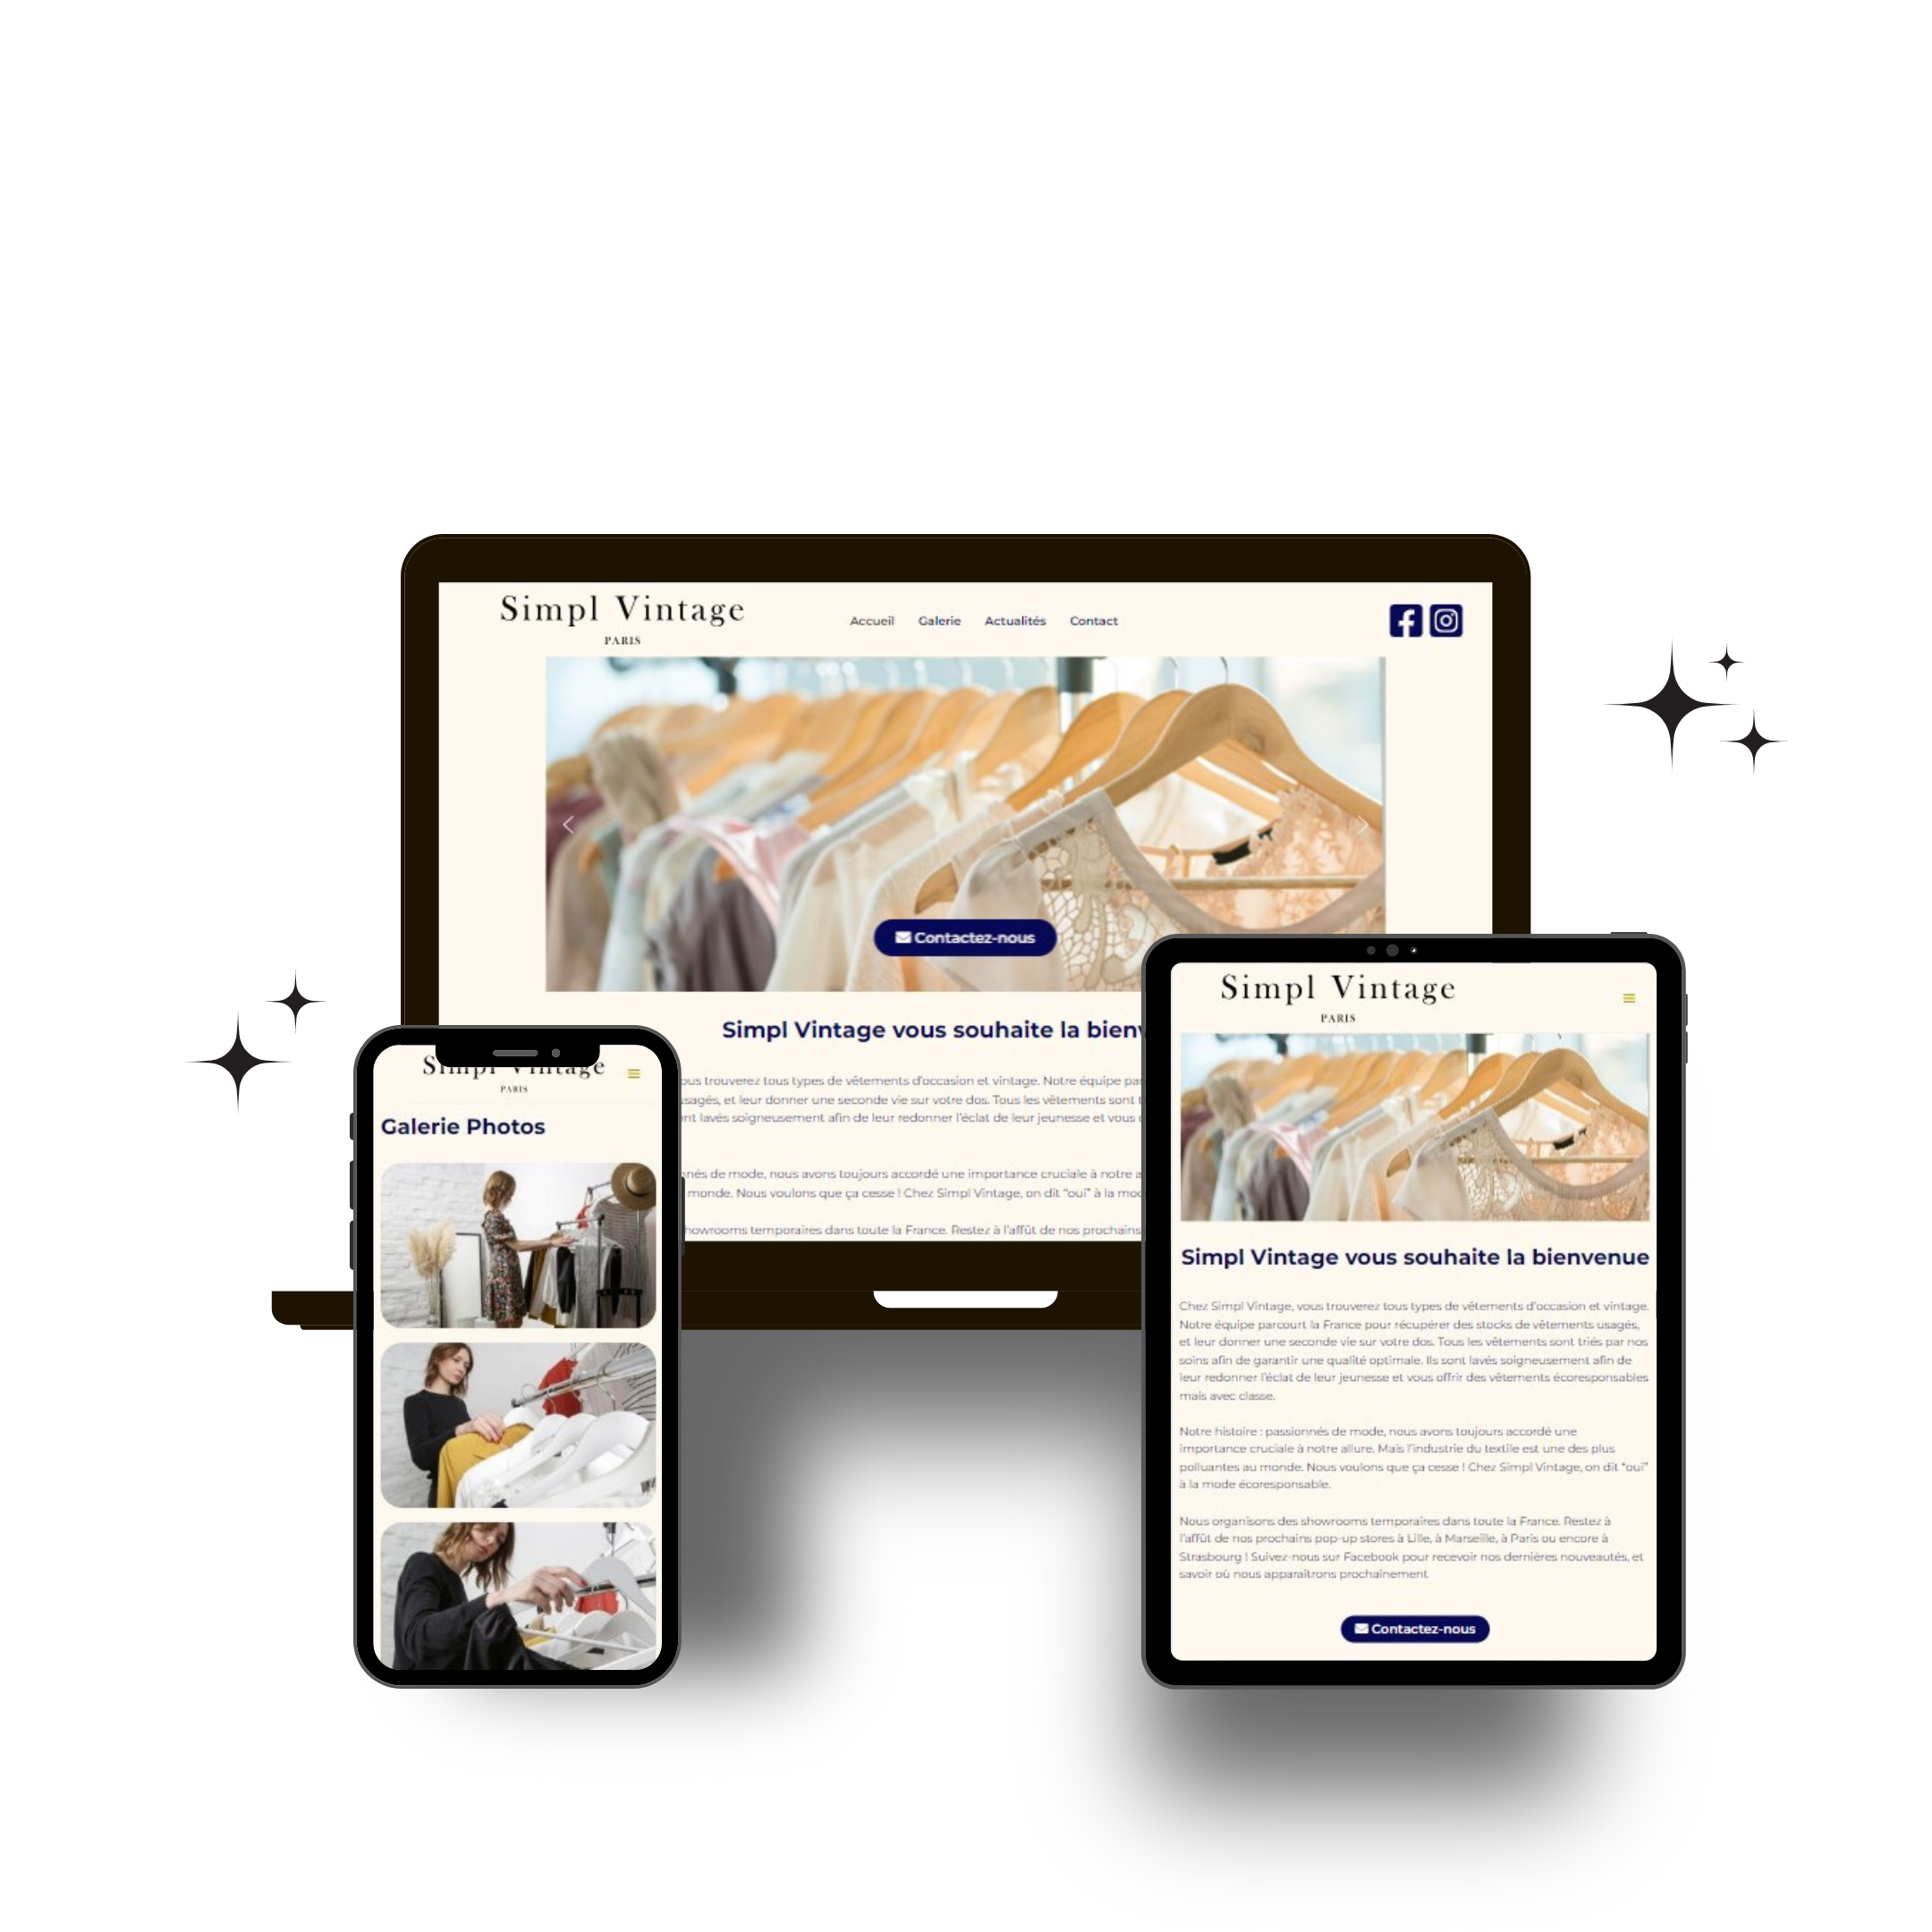 Simpl Vintage
PARIS
Accueil Galerie Actualités Contact
Contactez-nous
Simpl Vintage vous souhaite la
ous trouverez tous types de vêtements d'occasion et vintage. Notre équipe
et leur donner une seconde vie sur votre dos. Tous les vêtements sont
lavés soigneusement afin de leur redonner l'éclat de leur jeunesse et vous
de mode, nous avons toujours accordé une importance cruciale à notre
monde. Nous voulons que ça cesse ! Chez Simpl Vintage, on dit "oui" à la
temporaires dans toute la France. Restez à l'affût de nos prochains
Simpl Vintage
PARIS
Galerie Photos
Simpl Vintage
PARIS
Simpl Vintage vous souhaite la bienvenue
Chez Simpl Vintage, vous trouverez tous types de vêtements d'occasion et vintage.
Notre équipe parcourt la France pour récupérer des stocks de vêtements usagés,
et leur donner une seconde vie sur votre dos. Tous les vêtements sont triés par nos
soins afin de garantir une qualité optimale. Ils sont lavés soigneusement afin de
leur redonner l'éclat de leur jeunesse et vous offrir des vêtements écoresponsables
mais avec classe.
Notre histoire : passionnés de mode, nous avons toujours accordé une
importance cruciale à notre allure. Mais l'industrie du textile est une des plus
polluantes au monde. Nous voulons que ça cesse ! Chez Simpl Vintage, on dit "oui"
à la mode écoresponsable.
Nous organisons des showrooms temporaires dans toute la France. Restez à
l'affût de nos prochains pop-up stores à Lille, à Marseille, à Paris ou encore à
Strasbourg ! Suivez-nous sur Facebook pour recevoir nos dernières nouveautés, et
savoir où nous apparaîtrons prochainement
Contactez-nous